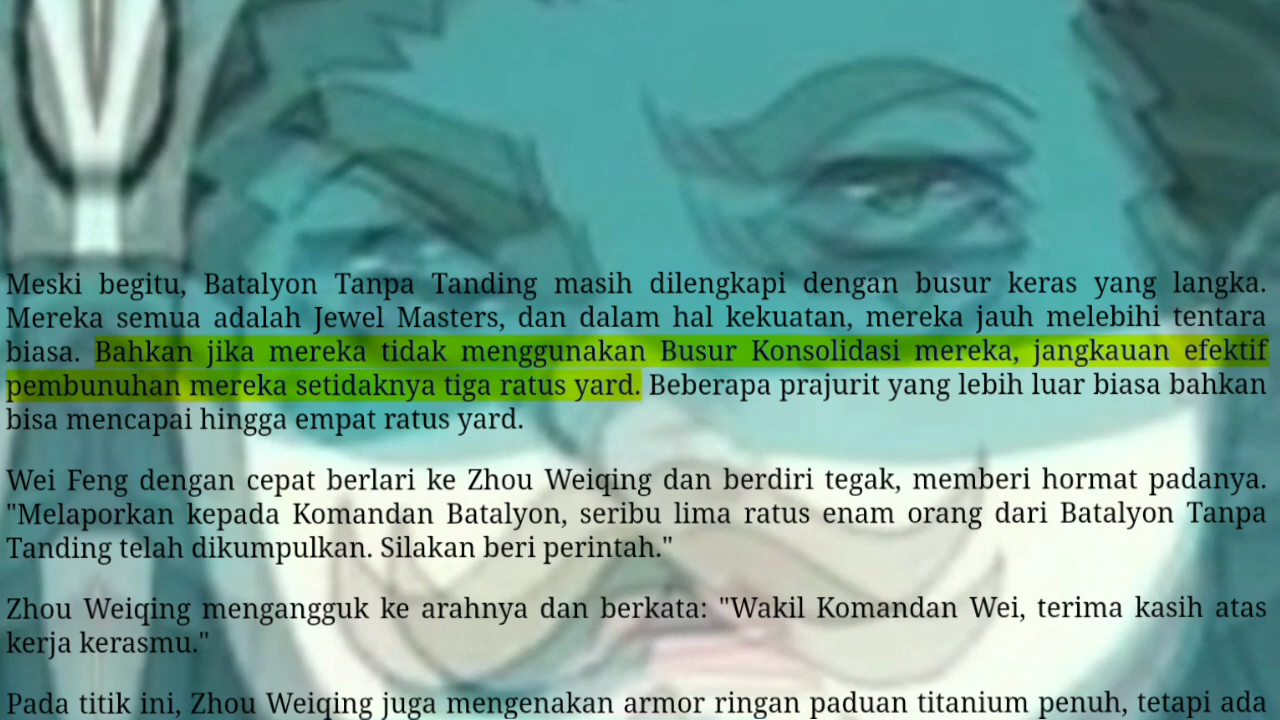 Meski begitu, Batalyon Tanpa Tanding masih dilengkapi dengan busur keras yang langka.
Mereka semua adalah Jewel Masters, dan dalam hal kekuatan, mereka jauh melebihi tentara
biasa. Bahkan jika mereka tidak menggunakan Busur Konsolidasi mereka, jangkauan efektif
pembunuhan mereka setidaknya tiga ratus yard. Beberapa prajurit yang lebih luar biasa bahkan
bisa mencapai hingga empat ratus yard.
Wei Feng dengan cepat berlari ke Zhou Weiqing dan berdiri tegak, memberi hormat padanya.
"Melaporkan kepada Komandan Batalyon, seribu lima ratus enam orang dari Batalyon Tanpa
Tanding telah dikumpulkan. Silakan beri perintah."
Zhou Weiqing mengangguk ke arahnya dan berkata: "Wakil Komandan Wei, terima kasih atas
kerja kerasmu."
Pada titik ini, Zhou Weiqing juga mengenakan armor ringan paduan titanium penuh, tetapi ada